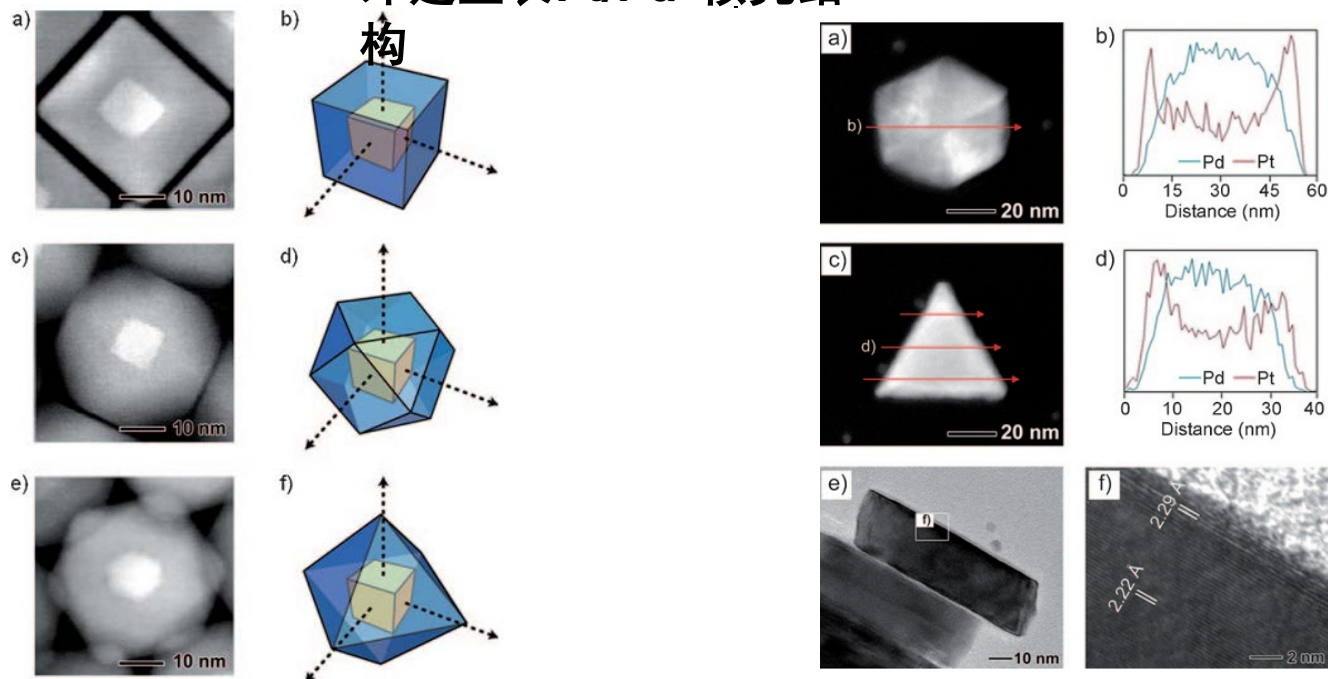 构
a)
10 nm
b)
c)
10 nm
d)
e)
10 nm
f)
a)
b)
20 nm
b)
Pd Pt
0 15 30 45 60
Distance (nm)
c)
d)
20 nm
d)
Pd Pt
0 10 20 30 40
Distance (nm)
e)
f)
10 nm
f)
2.29 Å
2.22 Å
2 nm